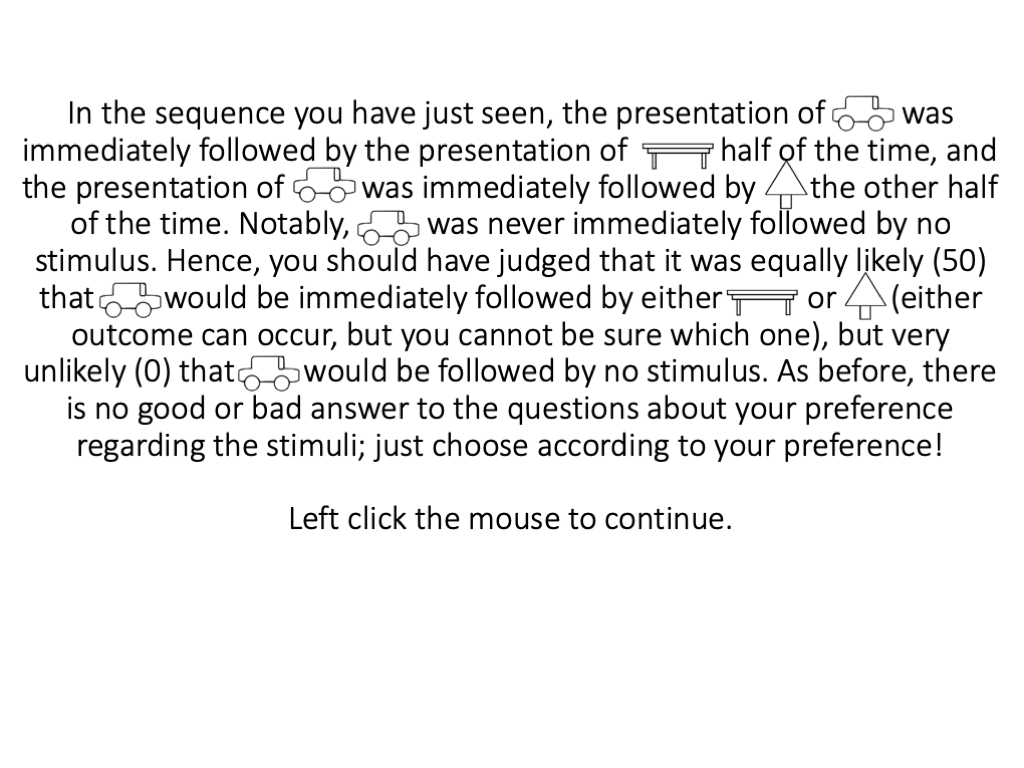 In the sequence you have just seen, the presentation of was
immediately followed by the presentation of half of the time, and
the presentation of was immediately followed by the other half
of the time. Notably, was never immediately followed by no
stimulus. Hence, you should have judged that it was equally likely (50)
that would be immediately followed by either or (either
outcome can occur, but you cannot be sure which one), but very
unlikely (0) that would be followed by no stimulus. As before, there
is no good or bad answer to the questions about your preference
regarding the stimuli; just choose according to your preference!
Left click the mouse to continue.